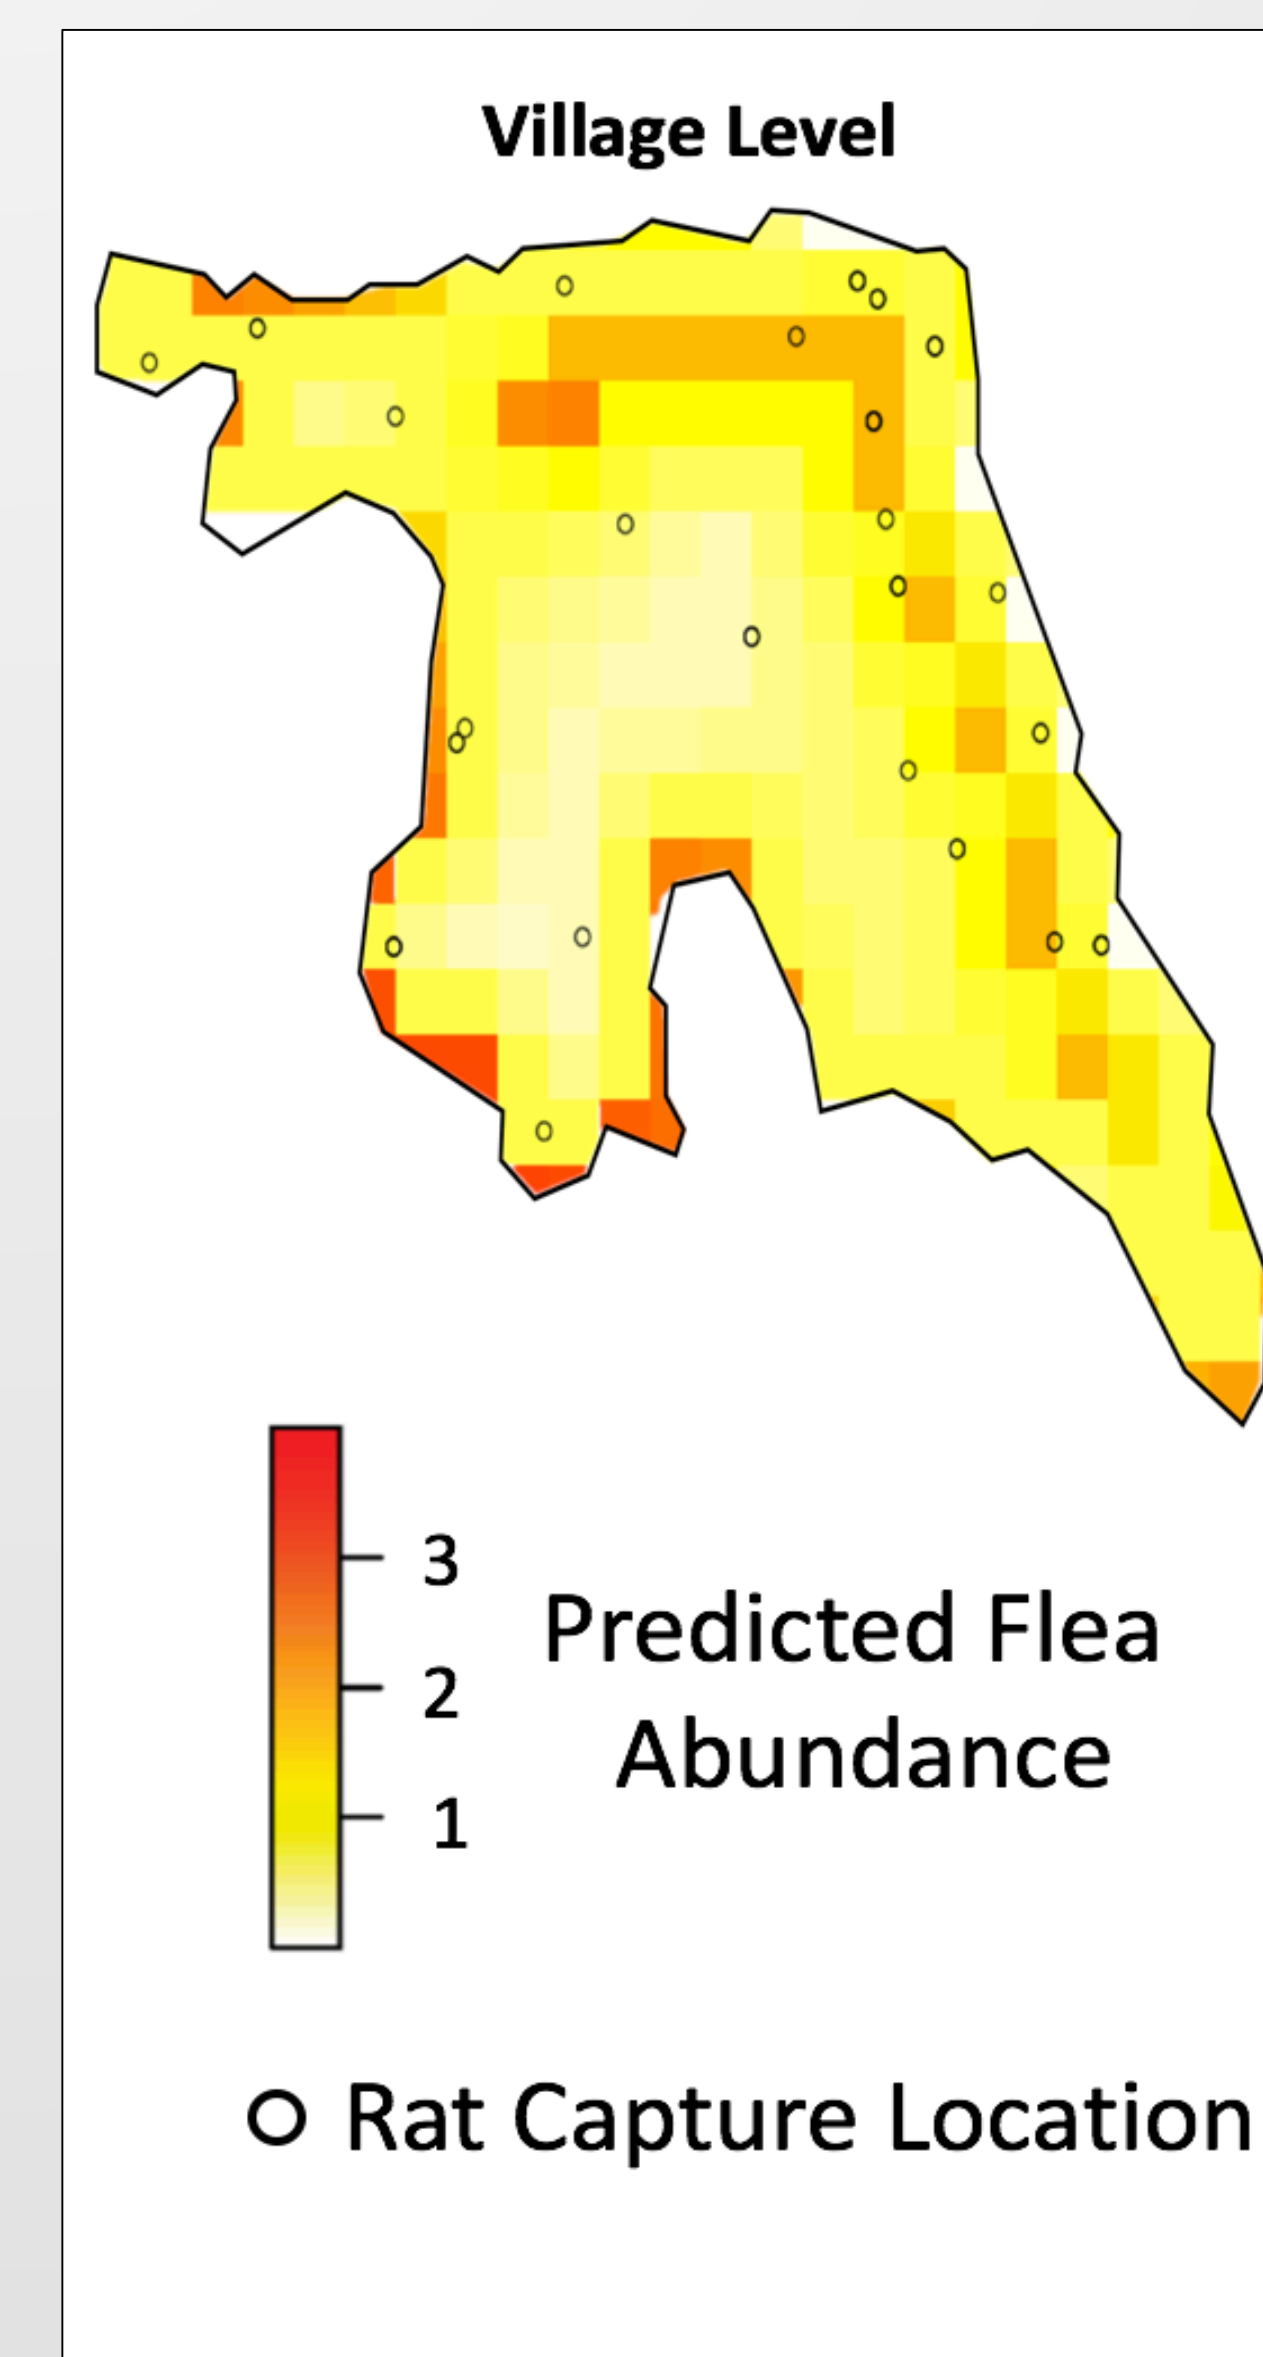 Village Level
3
2
1
Predicted Flea
Abundance
Rat Capture Location